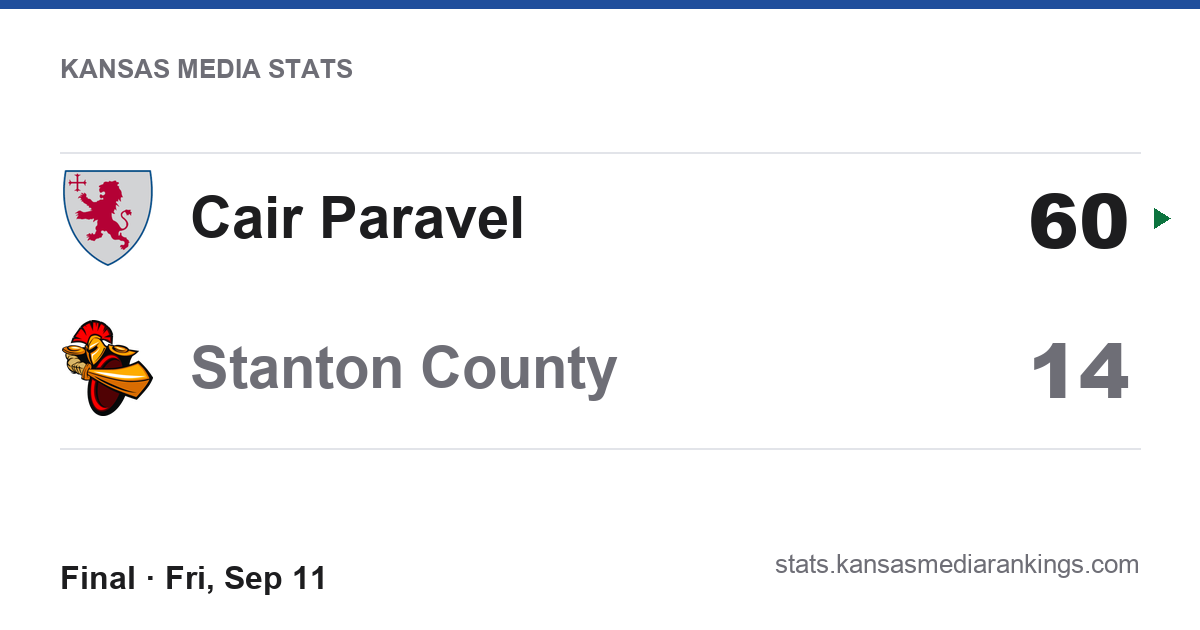 KANSAS MEDIA STATS
Cair Paravel 60
Stanton County 14
Final · Fri, Sep 11
stats.kansasmediarankings.com